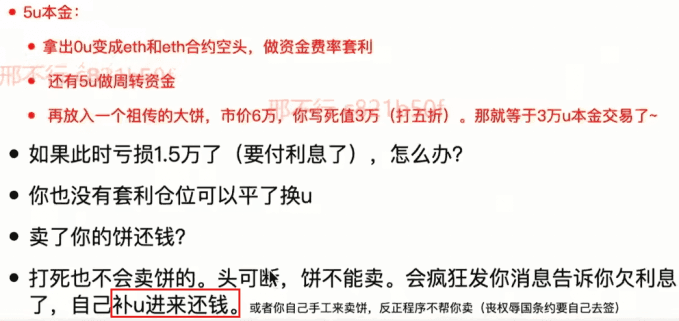 5u本金：
拿出0u变成eth和eth合约空头，做资金费率套利
还有5u做周转资金
再放入一个祖传的大饼，市价6万，你写死值3万（打五折）。那就等于3万u本金交易了~
如果此时亏损1.5万了（要付利息了），怎么办？
你也没有套利仓位可以平了换u
卖了你的饼还钱？
打死也不会卖饼的。头可断，饼不能卖。会疯狂发你消息告诉你欠利息
了，自己补u进来还钱。或者你自己手工来卖饼，反正程序不帮你卖（丧权辱国条约要自己去签）
邢不行 c821b50f
邢不行 c821b50f